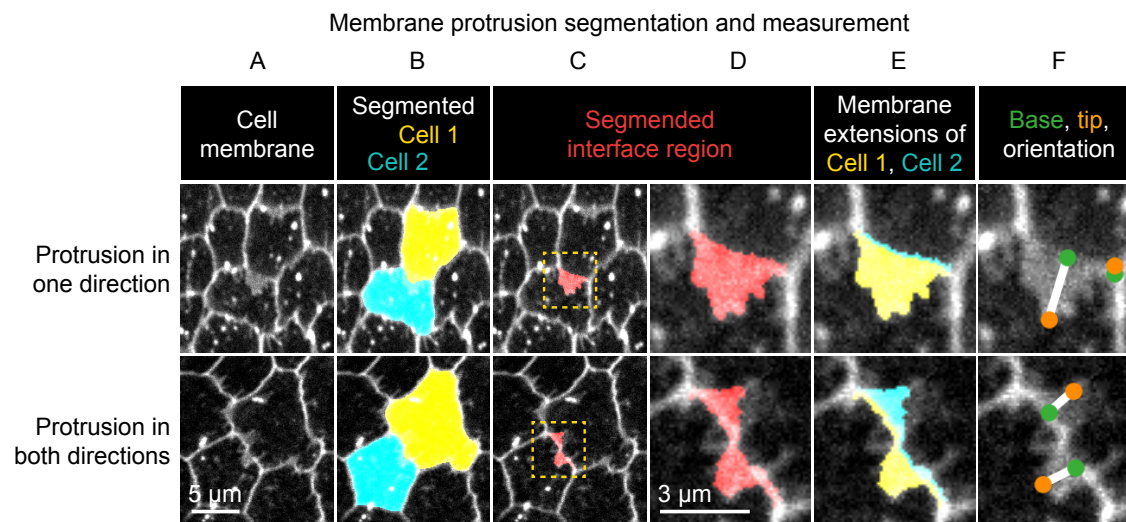 Membrane protrusion segmentation and measurement
A B C D E F
Cell
membrane
Segmented
Cell 1
Cell 2
Segmended
interface region
Membrane
extensions of
Cell 1, Cell 2
Base, tip,
orientation
Protrusion in
one direction
Protrusion in
both directions
5 µm
3 µm